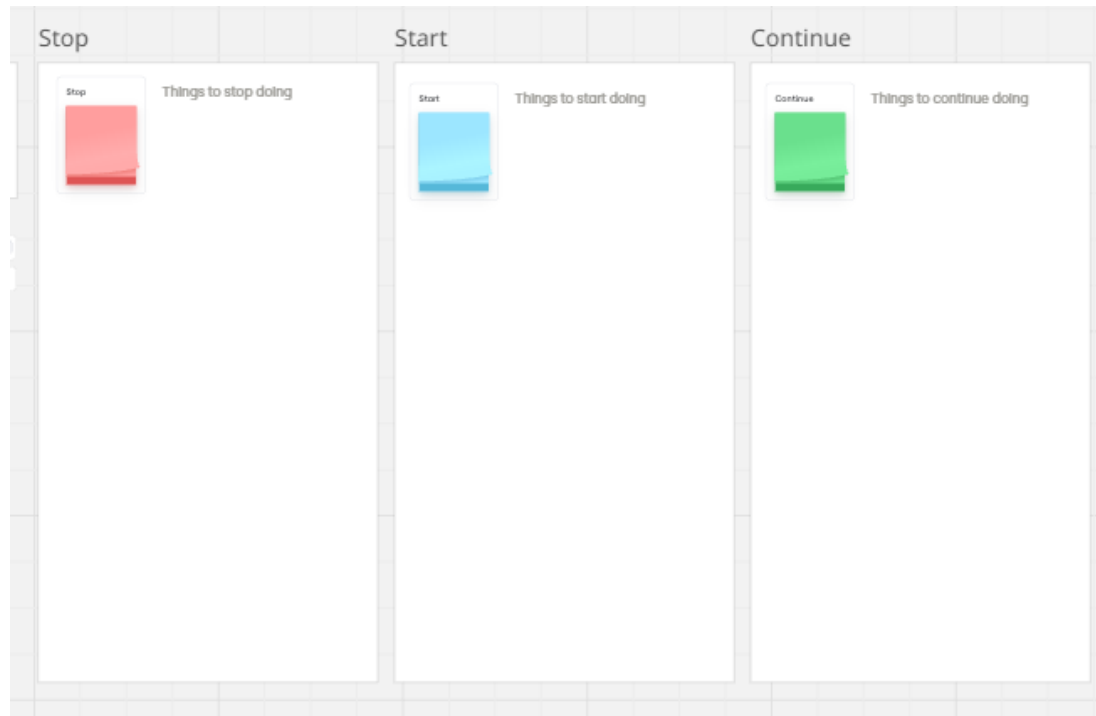 Stop
Start
Continue
Stop
Things to stop doing
Start
Things to start doing
Continue
Things to continue doing